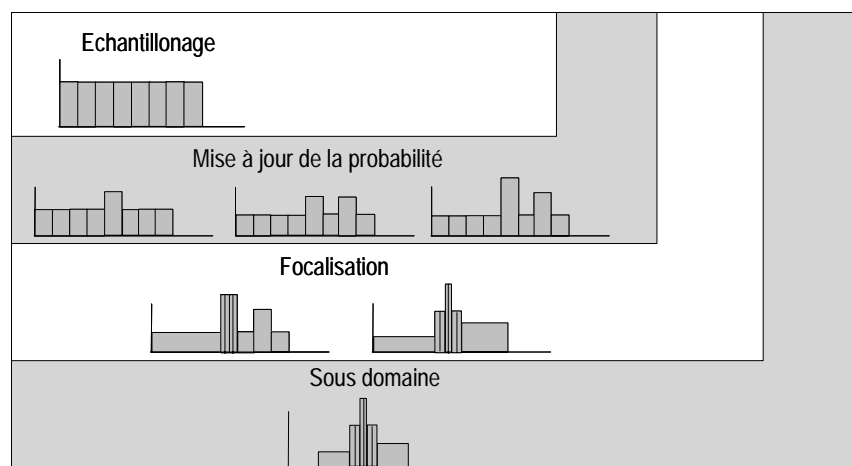 Echantillonage
Mise à jour de la probabilité
Focalisation
Sous domaine